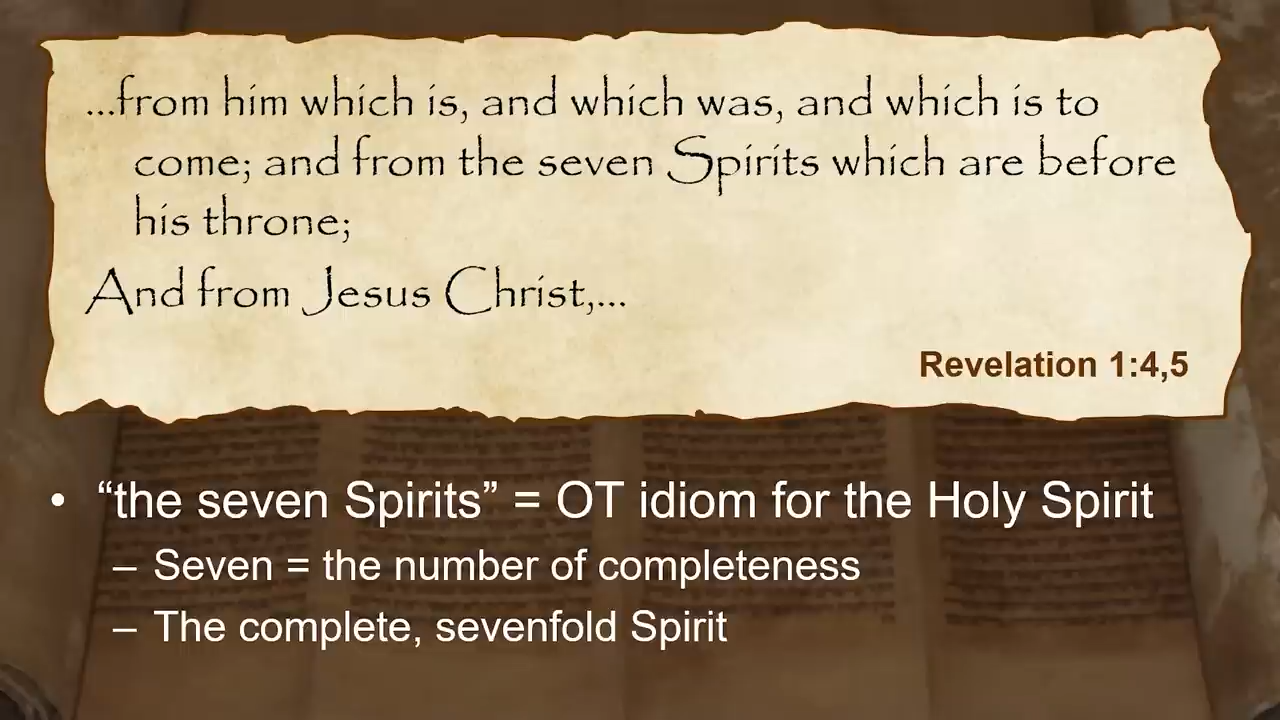 ...from him which is, and which was, and which is to
come; and from the seven Spirits which are before
his throne;
And from Jesus Christ,...
Revelation 1:4,5
• “the seven Spirits” = OT idiom for the Holy Spirit
– Seven = the number of completeness
– The complete, sevenfold Spirit